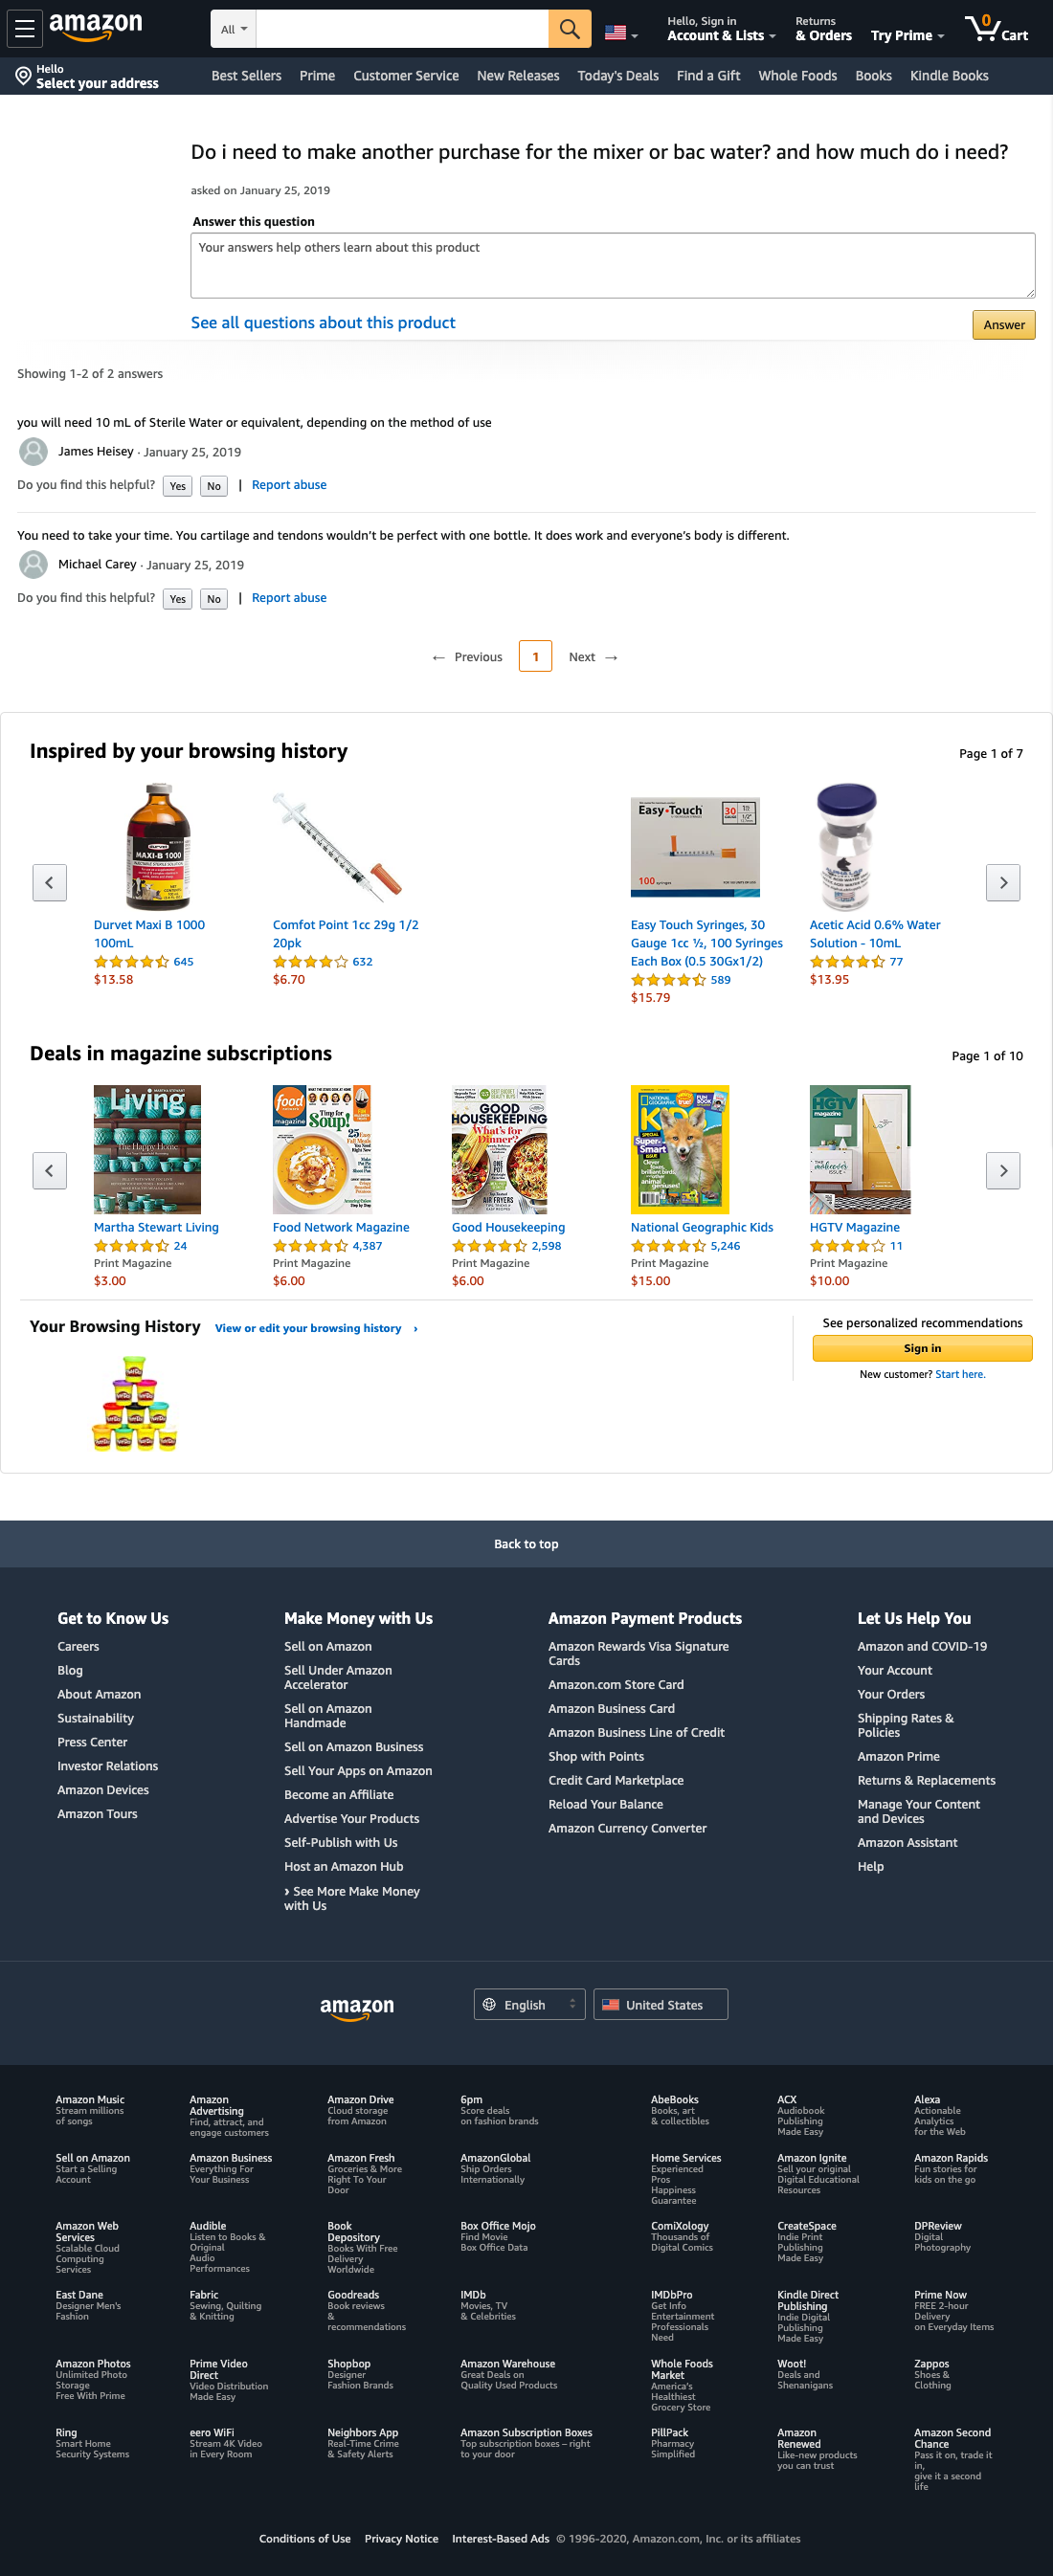 amazon
All
Hello, Sign in
Account & Lists
Returns
& Orders
Try Prime
0
Cart
Hello
Select your address
Best Sellers Prime Customer Service New Releases Today's Deals Find a Gift Whole Foods Books Kindle Books
Do i need to make another purchase for the mixer or bac water? and how much do i need?
asked on January 25, 2019
Answer this question
Your answers help others learn about this product
See all questions about this product
Answer
Showing 1-2 of 2 answers
you will need 10 mL of Sterile Water or equivalent, depending on the method of use
James Heisey · January 25, 2019
Do you find this helpful? Yes No | Report abuse
You need to take your time. You cartilage and tendons wouldn't be perfect with one bottle. It does work and everyone's body is different.
Michael Carey · January 25, 2019
Do you find this helpful? Yes No | Report abuse
← Previous 1 Next →
Inspired by your browsing history
Page 1 of 7
MAXI-B 1000
Durvet Maxi B 1000
100mL
645
$13.58
Comfot Point 1cc 29g 1/2
20pk
632
$6.70
Easy Touch
30
100
Easy Touch Syringes, 30
Gauge 1cc ½, 100 Syringes
Each Box (0.5 30Gx1/2)
589
$15.79
Acetic Acid 0.6% Water
Solution - 10mL
77
$13.95
Deals in magazine subscriptions
Page 1 of 10
Living
The Happy Home
Martha Stewart Living
24
Print Magazine
$3.00
food
magazine
Time for
Soup!
Food Network Magazine
4,387
Print Magazine
$6.00
GOOD
HOUSEKEEPING
What's for
Dinner?
Good Housekeeping
2,598
Print Magazine
$6.00
KIDS
Super-
Smart
ISSUE
National Geographic Kids
5,246
Print Magazine
$15.00
HGTV
magazine
HGTV Magazine
11
Print Magazine
$10.00
Your Browsing History View or edit your browsing history ›
See personalized recommendations
Sign in
New customer? Start here.
Back to top
Get to Know Us
Careers
Blog
About Amazon
Sustainability
Press Center
Investor Relations
Amazon Devices
Amazon Tours
Make Money with Us
Sell on Amazon
Sell Under Amazon
Accelerator
Sell on Amazon
Handmade
Sell on Amazon Business
Sell Your Apps on Amazon
Become an Affiliate
Advertise Your Products
Self-Publish with Us
Host an Amazon Hub
› See More Make Money
with Us
Amazon Payment Products
Amazon Rewards Visa Signature
Cards
Amazon.com Store Card
Amazon Business Card
Amazon Business Line of Credit
Shop with Points
Credit Card Marketplace
Reload Your Balance
Amazon Currency Converter
Let Us Help You
Amazon and COVID-19
Your Account
Your Orders
Shipping Rates &
Policies
Amazon Prime
Returns & Replacements
Manage Your Content
and Devices
Amazon Assistant
Help
amazon
English
United States
Amazon Music
Stream millions
of songs
Amazon
Advertising
Find, attract, and
engage customers
Amazon Drive
Cloud storage
from Amazon
6pm
Score deals
on fashion brands
AbeBooks
Books, art
& collectibles
ACX
Audiobook
Publishing
Made Easy
Alexa
Actionable
Analytics
for the Web
Sell on Amazon
Start a Selling
Account
Amazon Business
Everything For
Your Business
Amazon Fresh
Groceries & More
Right To Your
Door
AmazonGlobal
Ship Orders
Internationally
Home Services
Experienced
Pros
Happiness
Guarantee
Amazon Ignite
Sell your original
Digital Educational
Resources
Amazon Rapids
Fun stories for
kids on the go
Amazon Web
Services
Scalable Cloud
Computing
Services
Audible
Listen to Books &
Original
Audio
Performances
Book
Depository
Books With Free
Delivery
Worldwide
Box Office Mojo
Find Movie
Box Office Data
ComiXology
Thousands of
Digital Comics
CreateSpace
Indie Print
Publishing
Made Easy
DPReview
Digital
Photography
East Dane
Designer Men's
Fashion
Fabric
Sewing, Quilting
& Knitting
Goodreads
Book reviews
&
recommendations
IMDb
Movies, TV
& Celebrities
IMDbPro
Get Info
Entertainment
Professionals
Need
Kindle Direct
Publishing
Indie Digital
Publishing
Made Easy
Prime Now
FREE 2-hour
Delivery
on Everyday Items
Amazon Photos
Unlimited Photo
Storage
Free With Prime
Prime Video
Direct
Video Distribution
Made Easy
Shopbop
Designer
Fashion Brands
Amazon Warehouse
Great Deals on
Quality Used Products
Whole Foods
Market
America's
Healthiest
Grocery Store
Woot!
Deals and
Shenanigans
Zappos
Shoes &
Clothing
Ring
Smart Home
Security Systems
eero WiFi
Stream 4K Video
in Every Room
Neighbors App
Real-Time Crime
& Safety Alerts
Amazon Subscription Boxes
Top subscription boxes – right
to your door
PillPack
Pharmacy
Simplified
Amazon
Renewed
Like-new products
you can trust
Amazon Second
Chance
Pass it on, trade it
in,
give it a second
life
Conditions of Use Privacy Notice Interest-Based Ads © 1996-2020, Amazon.com, Inc. or its affiliates